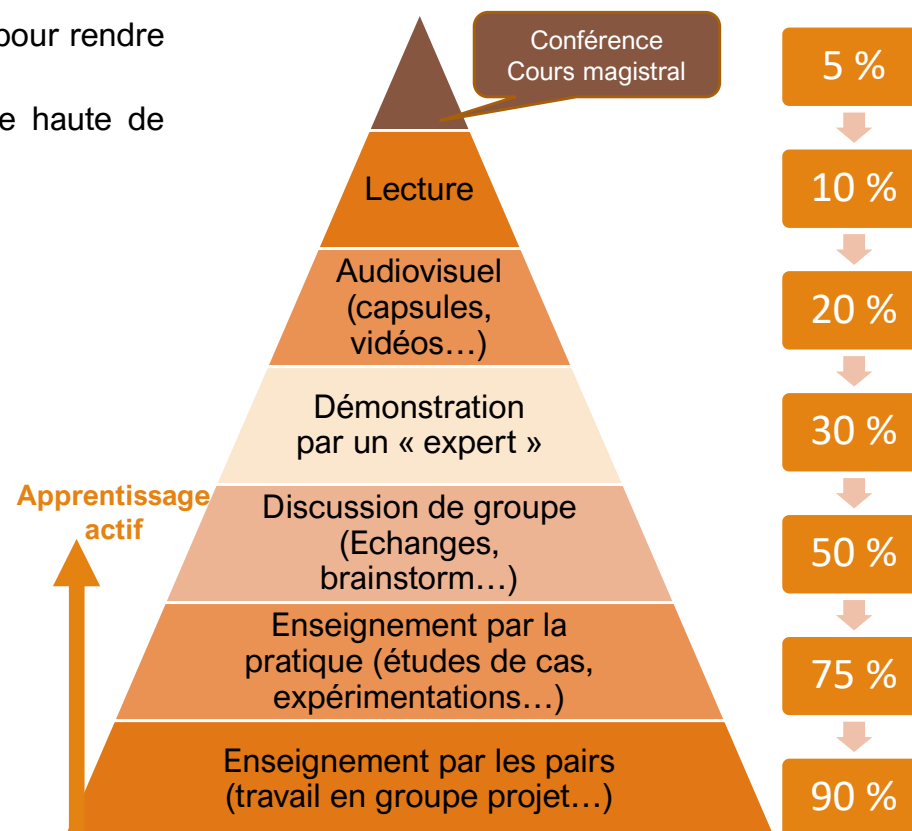 pour rendre
e haute de
Conférence
Cours magistral
5 %
Lecture
10 %
Audiovisuel
(capsules,
vidéos…)
20 %
Démonstration
par un « expert »
30 %
Apprentissage
actif
Discussion de groupe
(Echanges,
brainstorm…)
50 %
Enseignement par la
pratique (études de cas,
expérimentations…)
75 %
Enseignement par les pairs
(travail en groupe projet…)
90 %